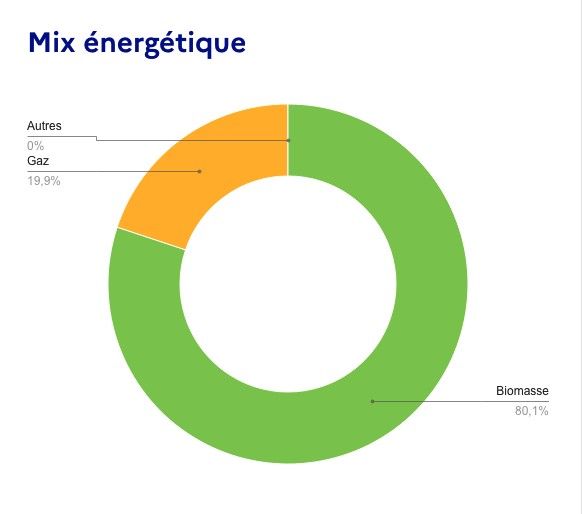 Mix énergétique
Autres
0%
Gaz
19,9%
Biomasse
80,1%